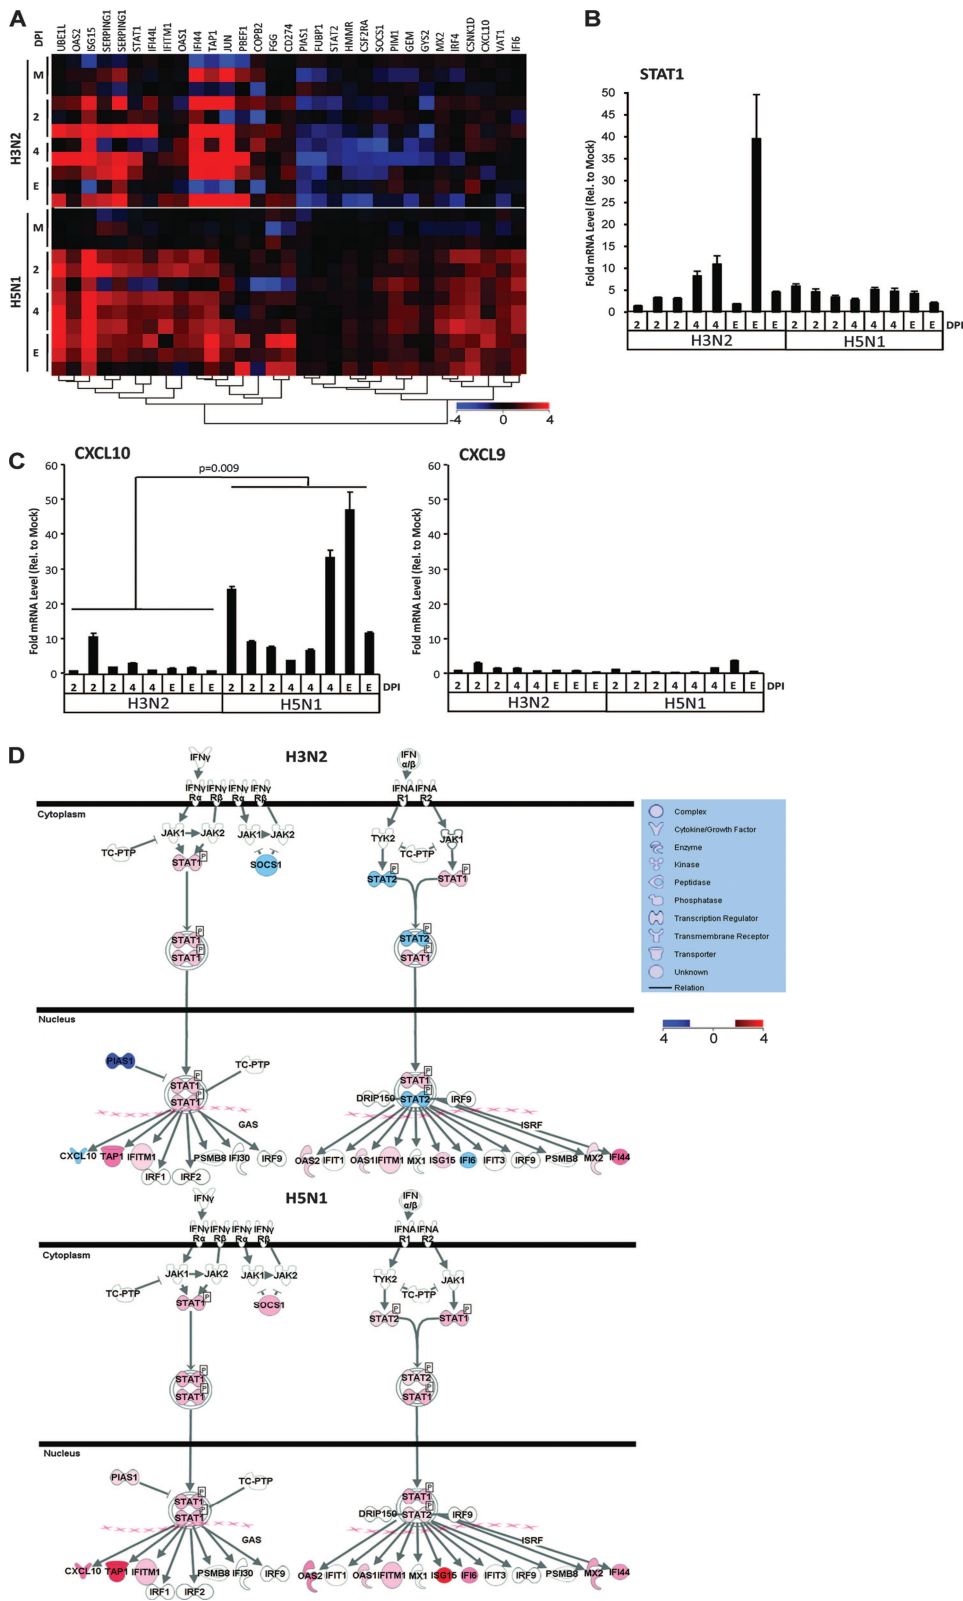 A
DPI
UBE1L
OAS2
ISG15
SERPING1
SERPING1
STAT1
IFI44L
IFITM1
OAS1
IFI44
TAP1
JUN
PBEF1
COPB2
FGG
CD274
PIAS1
FUBP1
STAT2
HMMR
CSF2RA
SOCS1
PIM1
GEM
GYS2
MX2
IRF4
CSNK1D
CXCL10
VAT1
IFI6
H3N2
M
2
4
E
H5N1
M
2
4
E
-4 0 4
B
STAT1
Fold mRNA Level (Rel. to Mock)
50
45
40
35
30
25
20
15
10
5
0
2 2 2 4 4 E E E 2 2 2 4 4 4 E E DPI
H3N2 H5N1
C
CXCL10
p=0.009
Fold mRNA Level (Rel. to Mock)
60
50
40
30
20
10
0
2 2 2 4 4 E E E 2 2 2 4 4 4 E E DPI
H3N2 H5N1
CXCL9
Fold mRNA Level (Rel. to Mock)
60
50
40
30
20
10
0
2 2 2 4 4 E E E 2 2 2 4 4 4 E E DPI
H3N2 H5N1
D
H3N2
IFNγ
IFN
α/β
IFNγ IFNγ IFNγ IFNγ
Rα Rβ Rα Rβ
IFNA IFNA
R1 R2
Cytoplasm
JAK1 JAK2 JAK1 JAK2
TYK2 JAK1
TC-PTP TC-PTP
STAT1 P SOCS1
STAT2 P STAT1 P
STAT1 P
STAT1 P
STAT2 P
STAT1
Nucleus
PIAS1 TC-PTP
STAT1 P
STAT1 P
STAT1 P
DRIP150 STAT2 IRF9
GAS ISRF
CXCL10 TAP1 IFITM1 PSMB8 IFI30 IRF9
IRF1 IRF2
OAS2 IFIT1 OAS1 IFITM1 MX1 ISG15 IFI6 IFIT3 IRF9 PSMB8 MX2 IFI44
Complex
Cytokine/Growth Factor
Enzyme
Kinase
Peptidase
Phosphatase
Transcription Regulator
Transmembrane Receptor
Transporter
Unknown
Relation
4 0 4
H5N1
IFNγ
IFN
α/β
IFNγ IFNγ IFNγ IFNγ
Rα Rβ Rα Rβ
IFNA IFNA
R1 R2
Cytoplasm
JAK1 JAK2 JAK1 JAK2
TYK2 JAK1
TC-PTP TC-PTP
STAT1 P SOCS1
STAT2 P STAT1 P
STAT1 P
STAT1 P
STAT2 P
STAT1 P
Nucleus
PIAS1 TC-PTP
STAT1 P
STAT1 P
STAT1 P
DRIP150 STAT2 P IRF9
GAS ISRF
CXCL10 TAP1 IFITM1 PSMB8 IFI30 IRF9
IRF1 IRF2
OAS2 IFIT1 OAS1 IFITM1 MX1 ISG15 IFI6 IFIT3 IRF9 PSMB8 MX2 IFI44